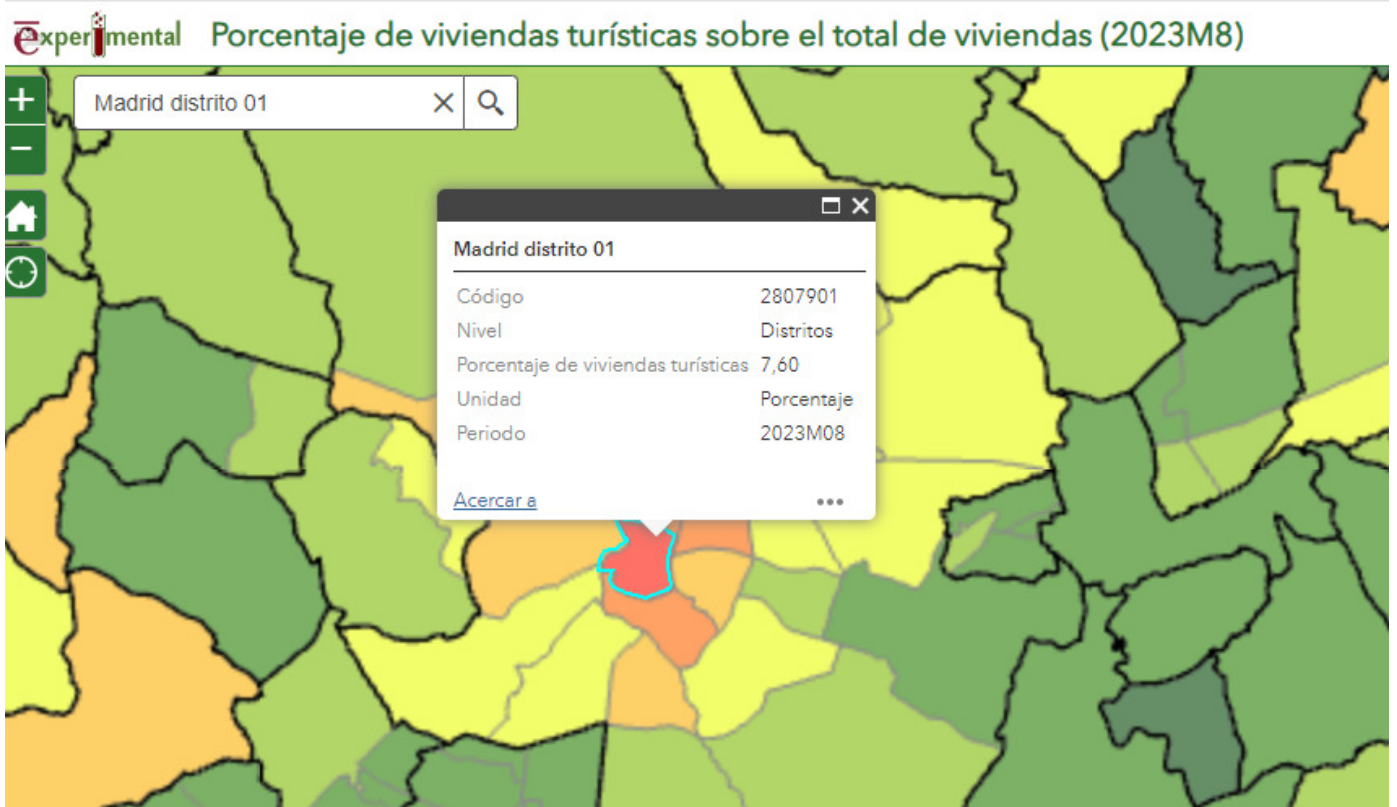 experimental Porcentaje de viviendas turísticas sobre el total de viviendas (2023M8)
+
Madrid distrito 01
−
Madrid distrito 01
Código 2807901
Nivel Distritos
Porcentaje de viviendas turísticas 7,60
Unidad Porcentaje
Periodo 2023M08
Acercar a